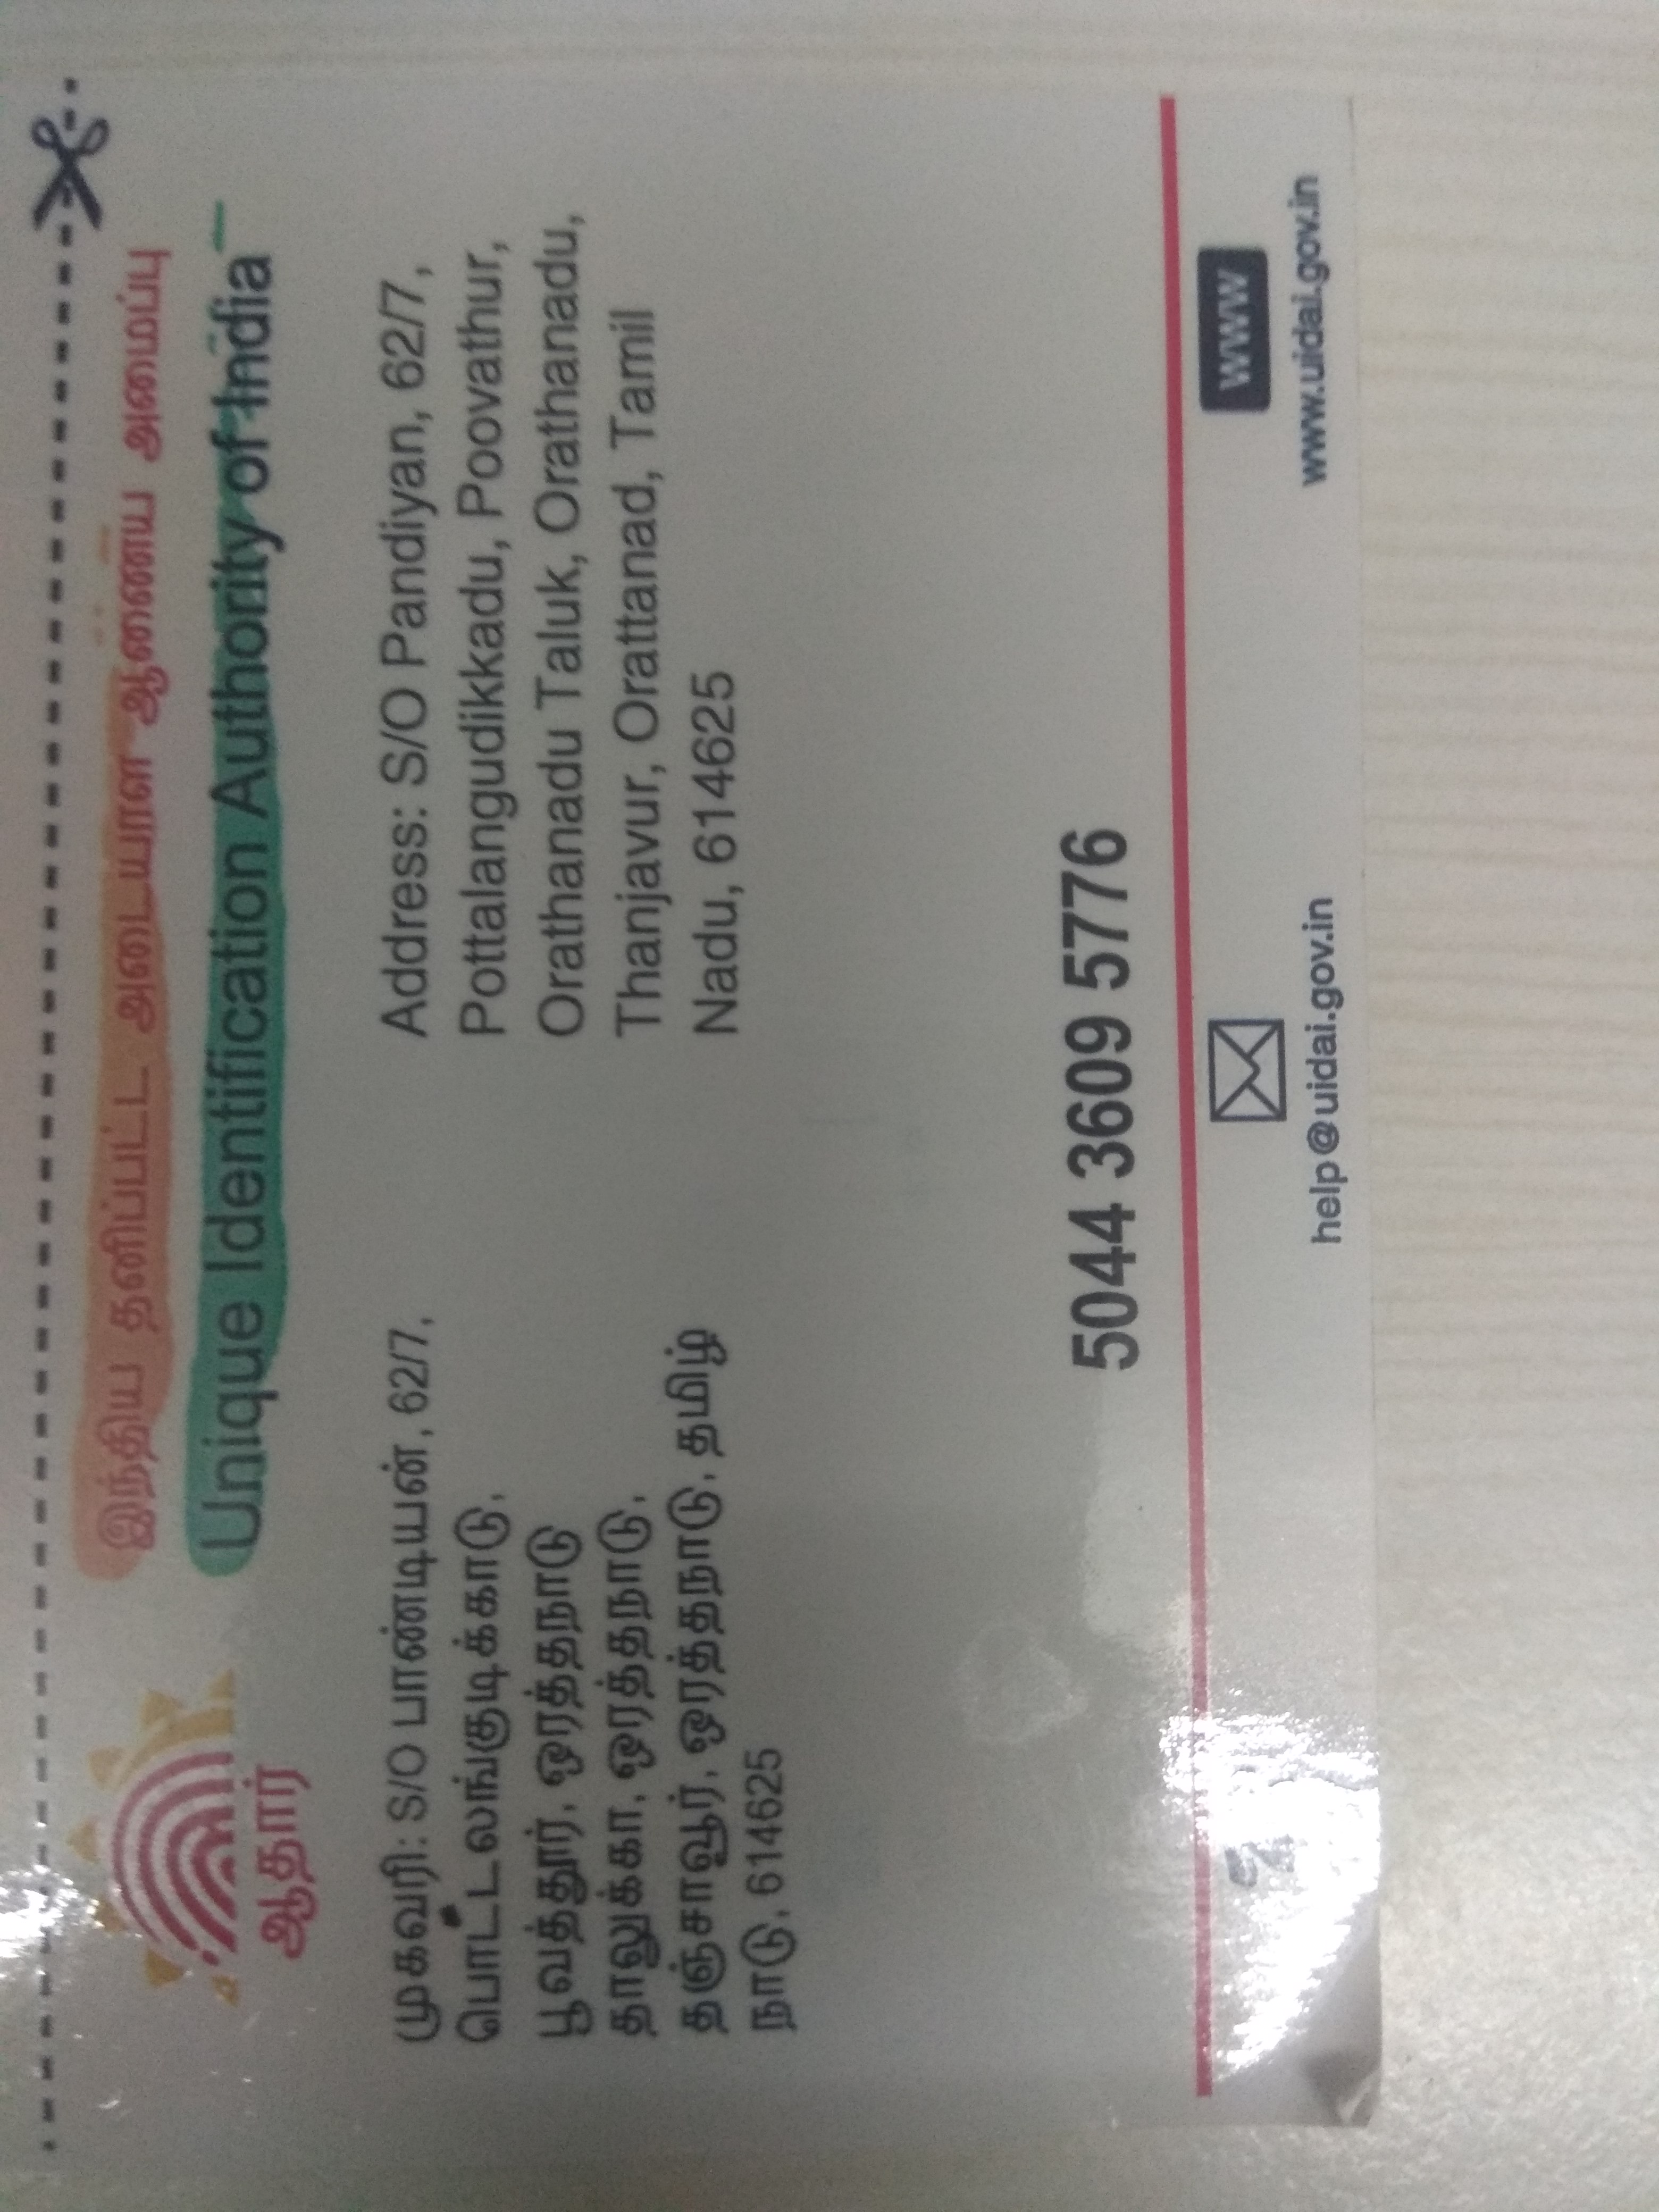 இந்திய தனிப்பட்ட அடையாள ஆணைய அமைப்பு
Unique Identification Authority of India
ஆதார்
முகவரி: S/O பாண்டியன், 62/7,
பொட்டலங்குடிக்காடு,
பூவத்தூர், ஒரத்தநாடு
தாலுக்கா, ஒரத்தநாடு,
தஞ்சாவூர், ஒரத்தநாடு, தமிழ்
நாடு, 614625
Address: S/O Pandiyan, 62/7,
Pottalangudikkadu, Poovathur,
Orathanadu Taluk, Orathanadu,
Thanjavur, Orattanad, Tamil
Nadu, 614625
5044 3609 5776
help@uidai.gov.in
WWW
www.uidai.gov.in